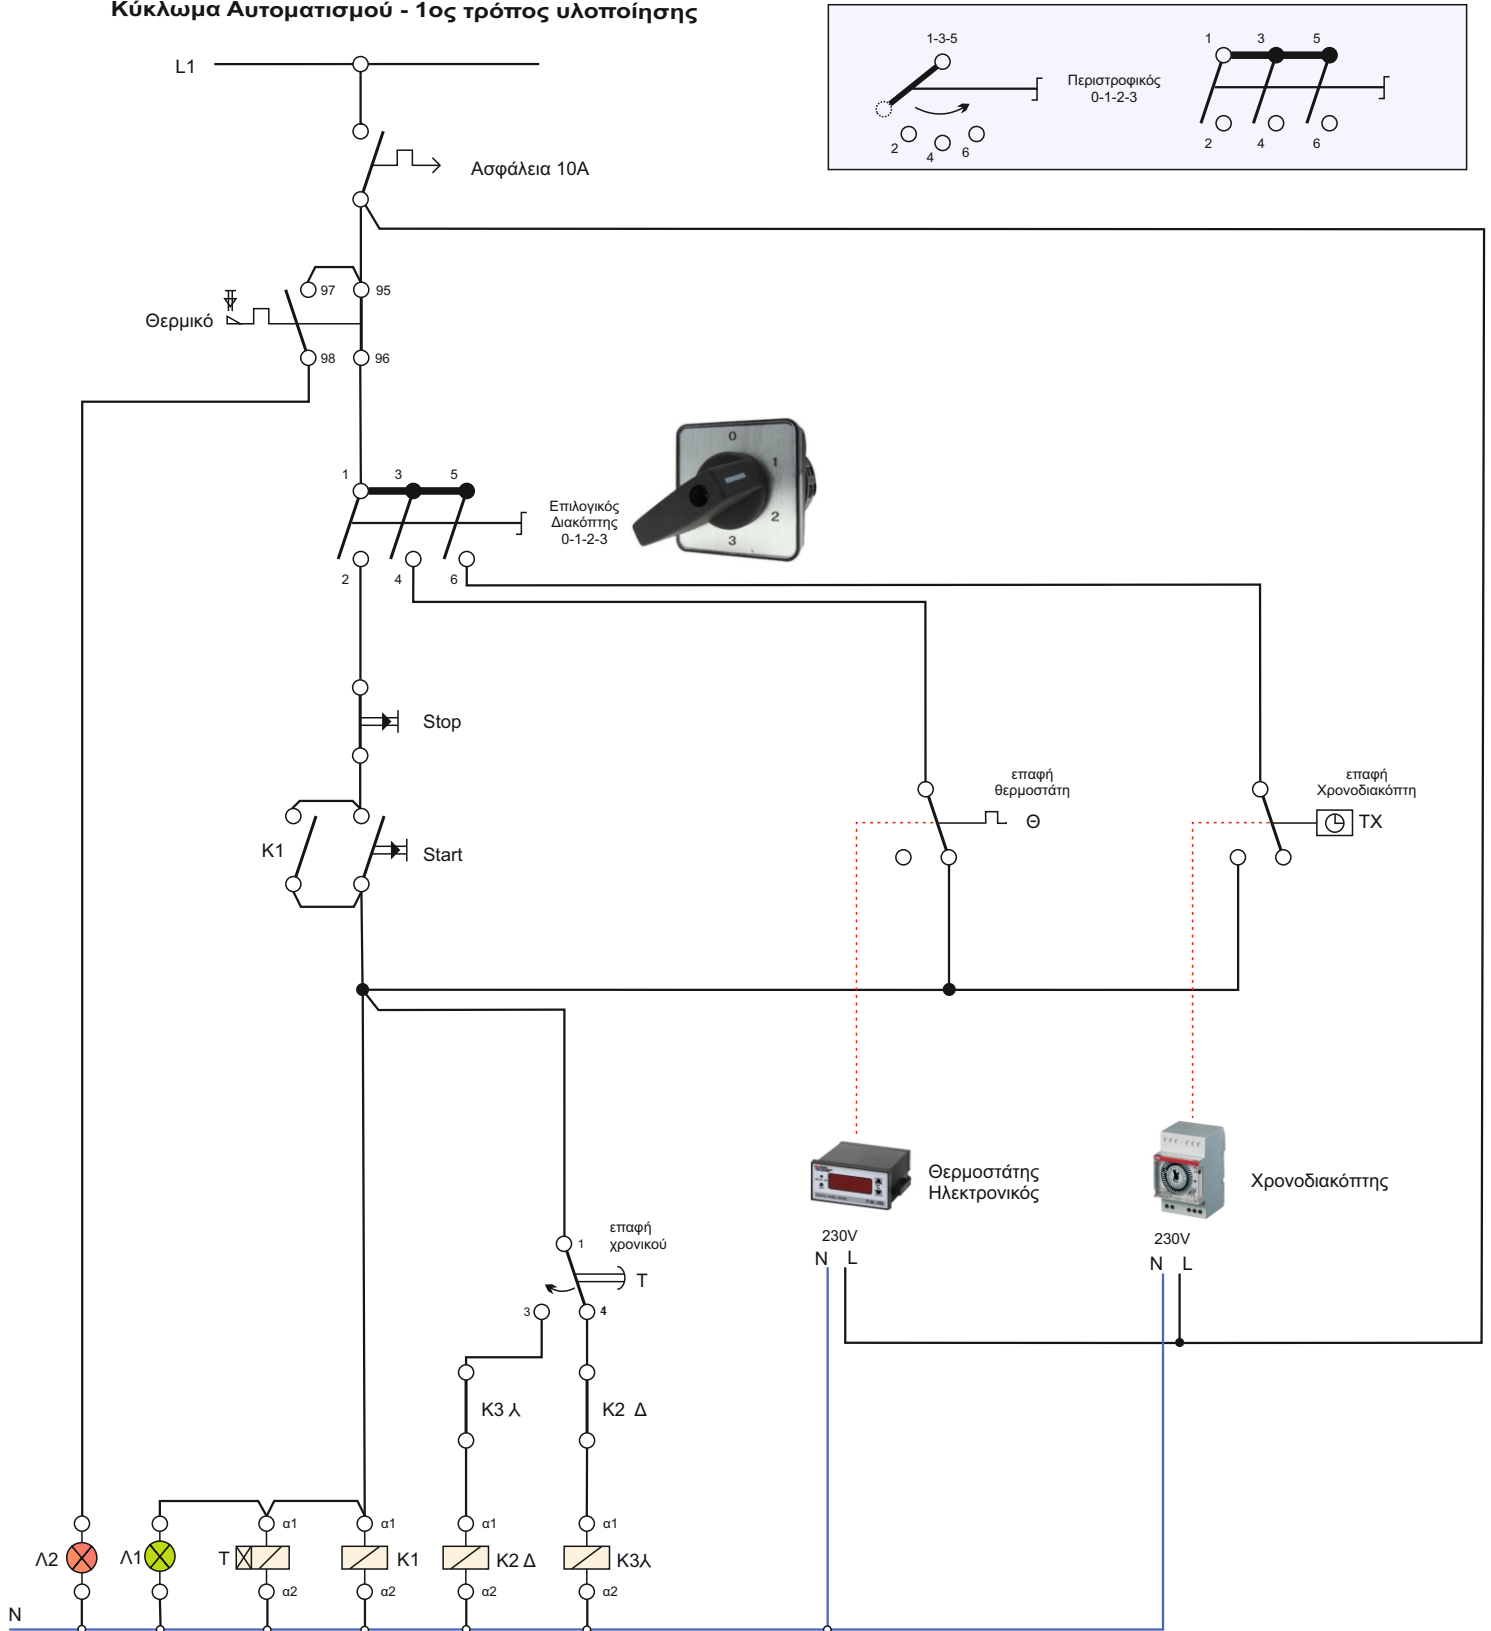 Κύκλωμα Αυτοματισμού - 1ος τρόπος υλοποίησης
L1
1-3-5
2
4
6
Περιστροφικός
0-1-2-3
1
3
5
2
4
6
Ασφάλεια 10Α
97
95
Θερμικό
98
96
1
3
5
Επιλογικός
Διακόπτης
0-1-2-3
0
1
2
3
2
4
6
Stop
K1
Start
επαφή
θερμοστάτη
Θ
επαφή
Χρονοδιακόπτη
TX
Θερμοστάτης
Ηλεκτρονικός
Χρονοδιακόπτης
230V
N L
230V
N L
επαφή
χρονικού
1
T
3
4
K3 ⅄
K2 Δ
α1
α1
α1
α1
Λ2
Λ1
T
K1
K2 Δ
K3⅄
α2
α2
α2
α2
N